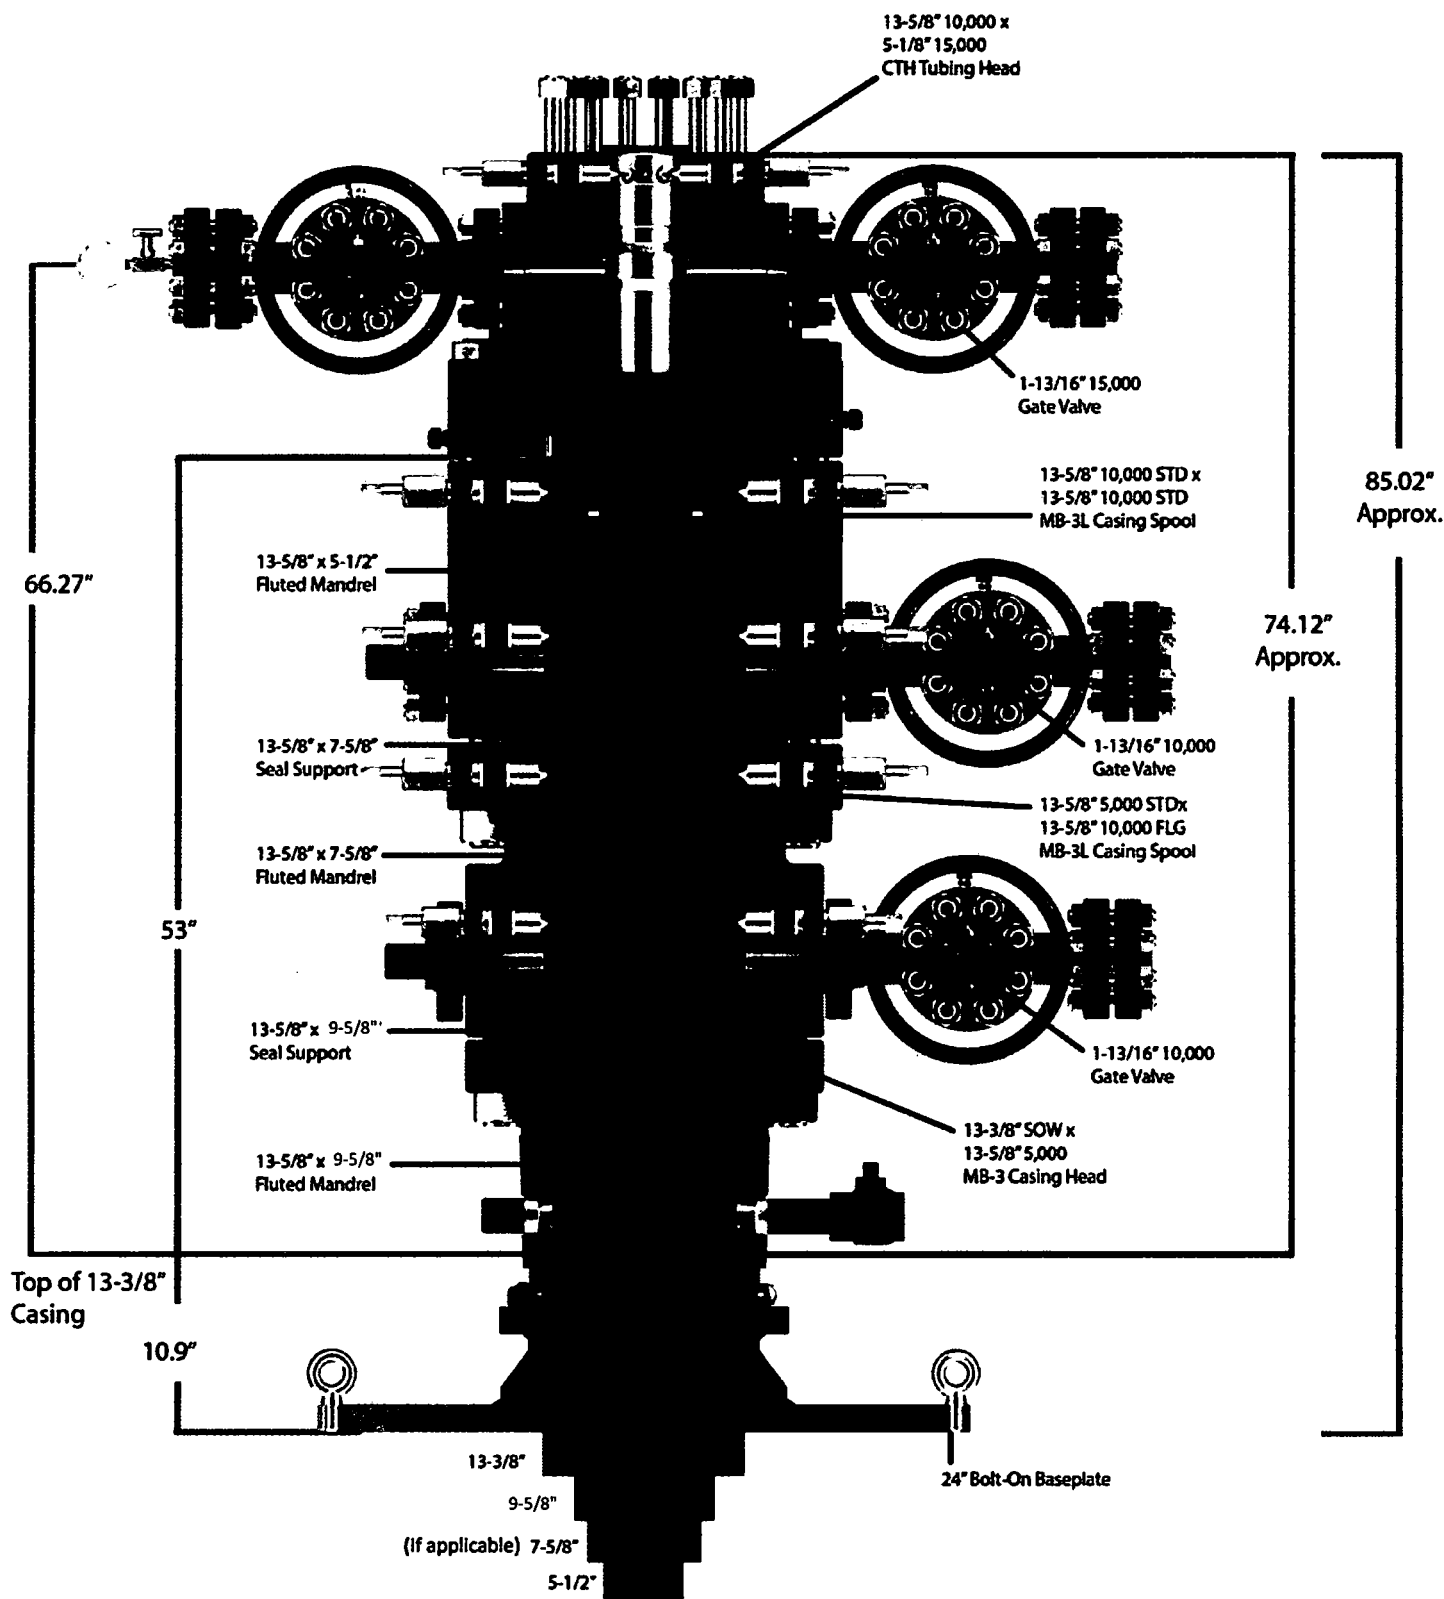 13-5/8" 10,000 x
5-1/8" 15,000
CTH Tubing Head
1-13/16" 15,000
Gate Valve
13-5/8" 10,000 STD x
13-5/8" 10,000 STD
MB-3L Casing Spool
85.02"
Approx.
13-5/8" x 5-1/2"
Fluted Mandrel
66.27"
74.12"
Approx.
13-5/8" x 7-5/8"
Seal Support
1-13/16" 10,000
Gate Valve
13-5/8" 5,000 STDx
13-5/8" 10,000 FLG
MB-3L Casing Spool
13-5/8" x 7-5/8"
Fluted Mandrel
53"
13-5/8" x 9-5/8"
Seal Support
1-13/16" 10,000
Gate Valve
13-3/8" SOW x
13-5/8" 5,000
MB-3 Casing Head
13-5/8" x 9-5/8"
Fluted Mandrel
Top of 13-3/8"
Casing
10.9"
13-3/8"
24" Bolt-On Baseplate
9-5/8"
(If applicable) 7-5/8"
5-1/2"